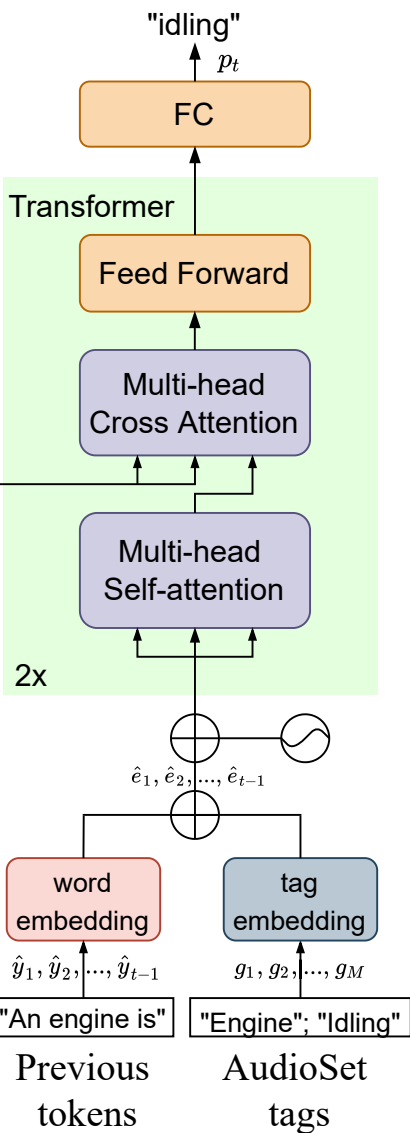 "idling"
p_t
FC
Transformer
Feed Forward
Multi-head
Cross Attention
Multi-head
Self-attention
2x
ê_1, ê_2, ..., ê_{t-1}
word
embedding
tag
embedding
ŷ_1, ŷ_2, ..., ŷ_{t-1}
g_1, g_2, ..., g_M
"An engine is"
"Engine"; "Idling"
Previous
tokens
AudioSet
tags